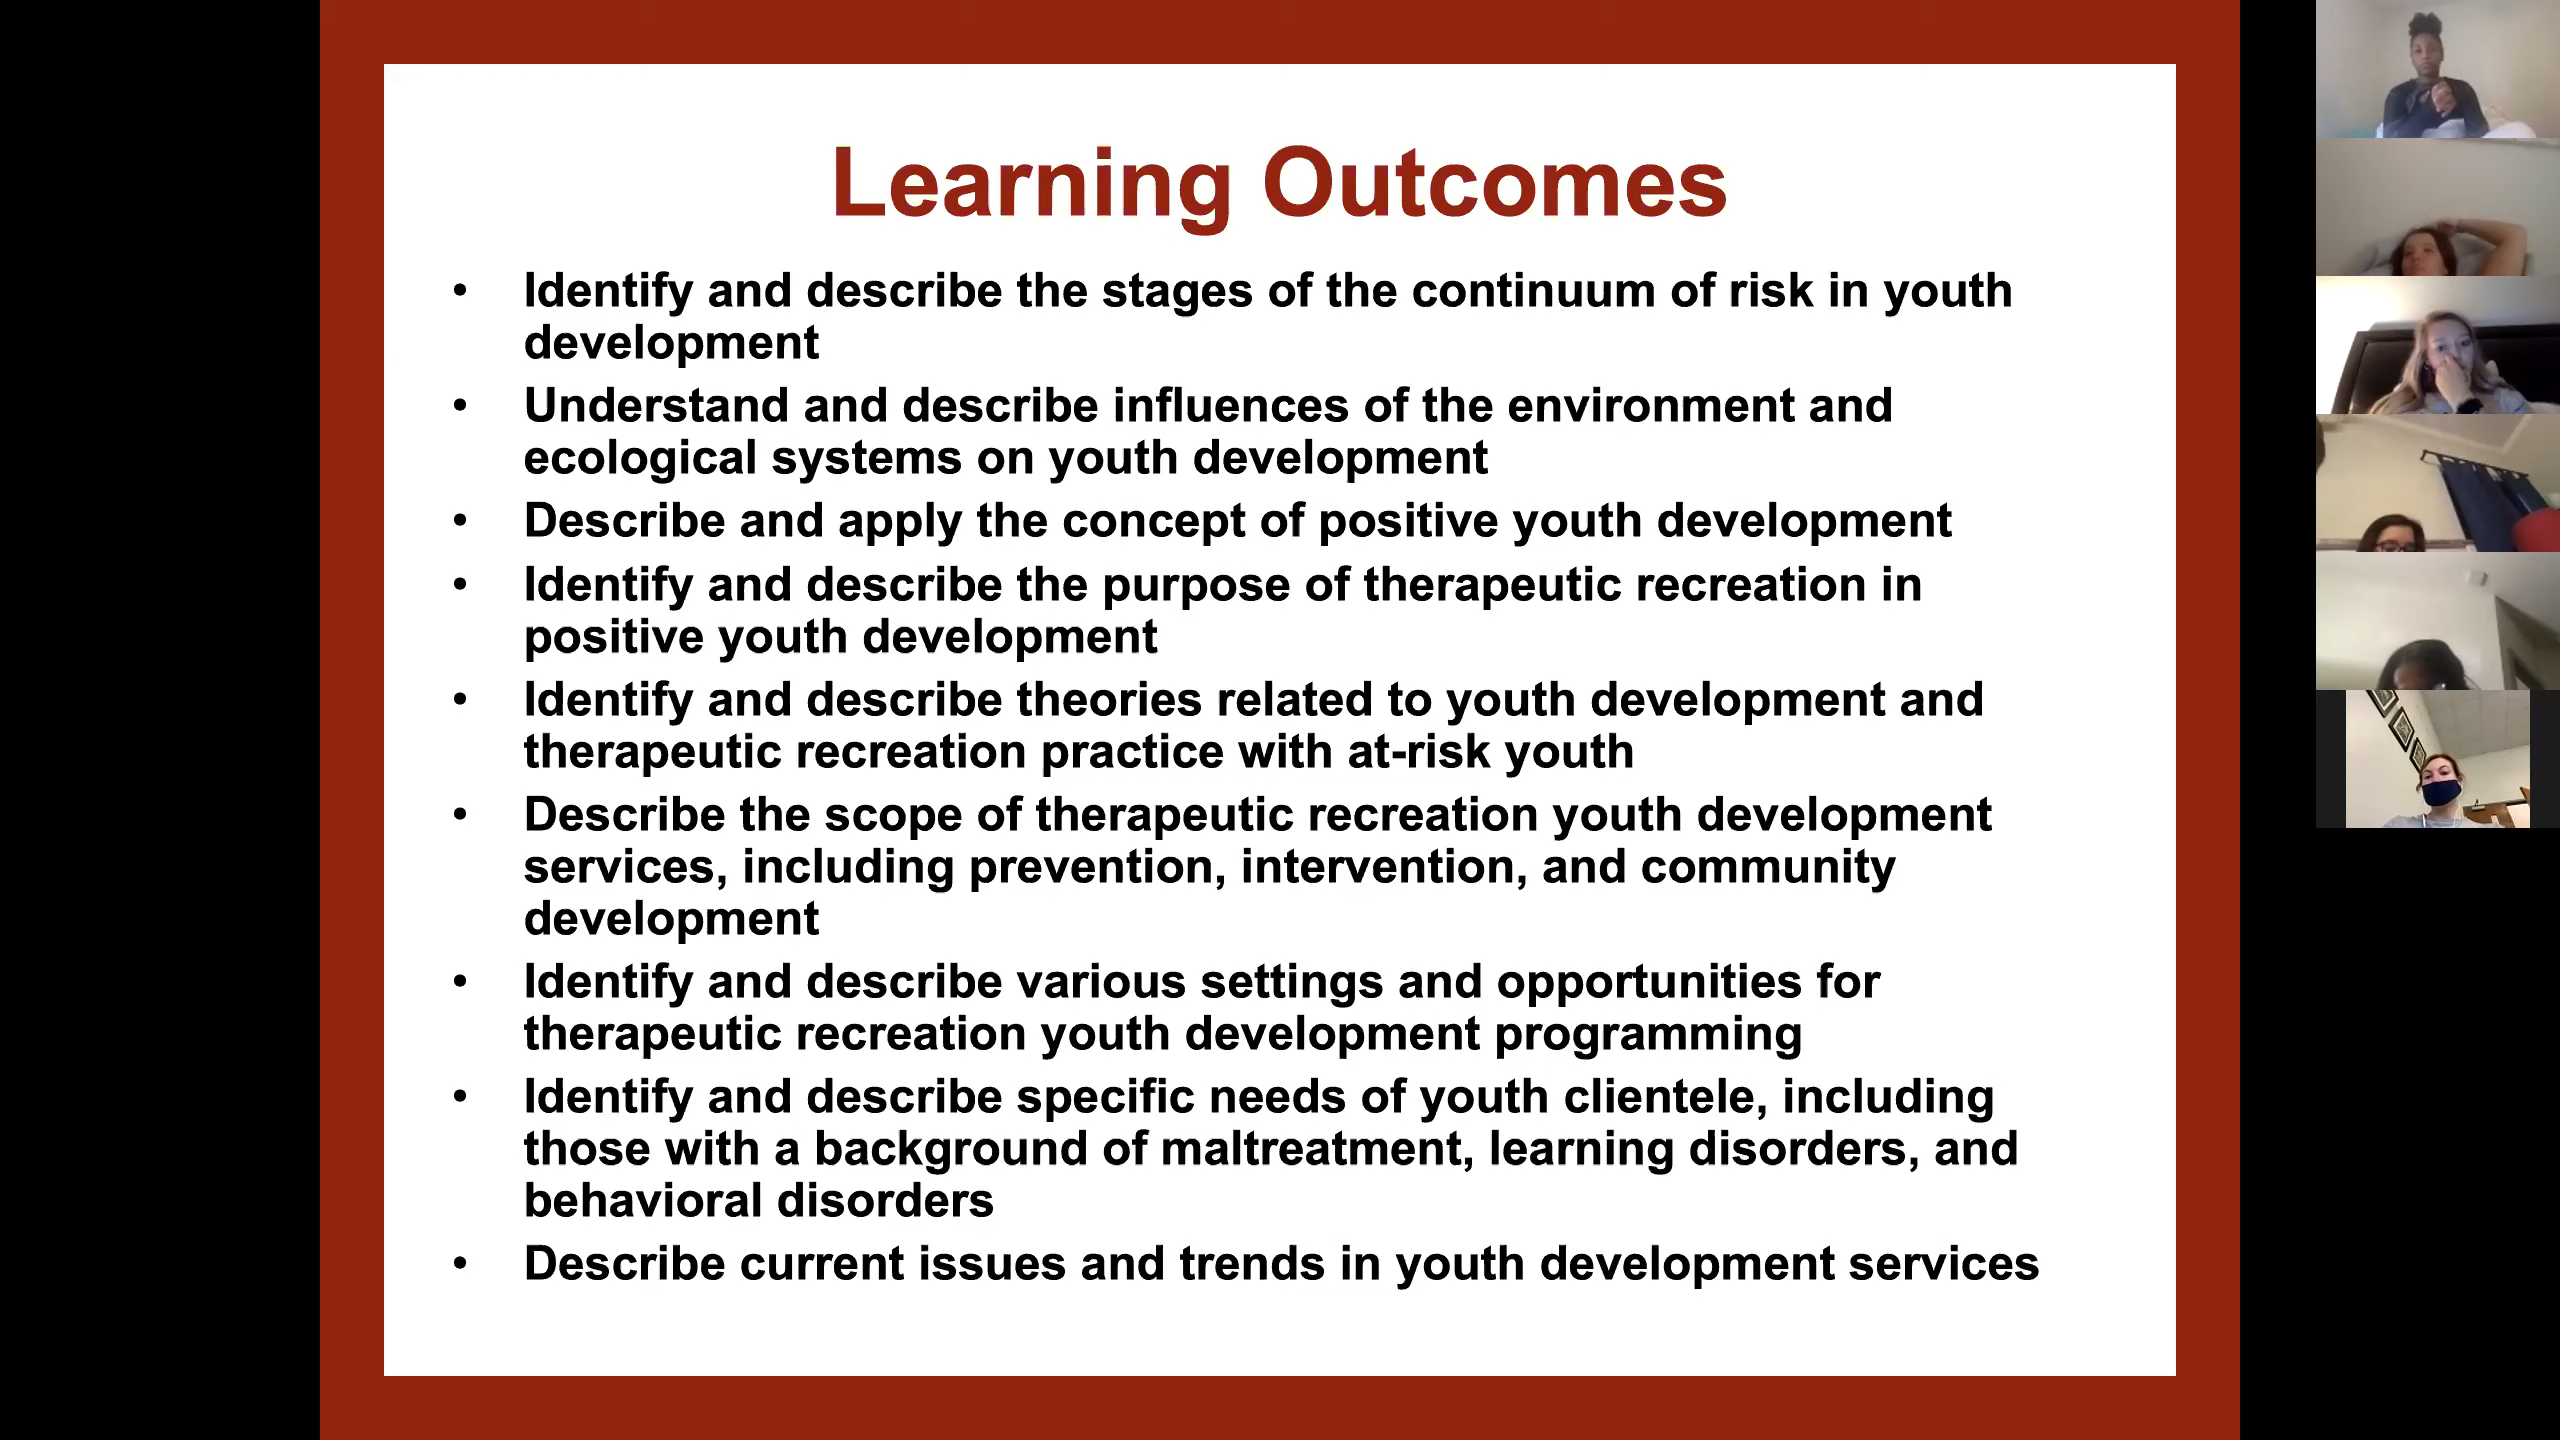 Learning Outcomes
• Identify and describe the stages of the continuum of risk in youth
development
• Understand and describe influences of the environment and
ecological systems on youth development
• Describe and apply the concept of positive youth development
• Identify and describe the purpose of therapeutic recreation in
positive youth development
• Identify and describe theories related to youth development and
therapeutic recreation practice with at-risk youth
• Describe the scope of therapeutic recreation youth development
services, including prevention, intervention, and community
development
• Identify and describe various settings and opportunities for
therapeutic recreation youth development programming
• Identify and describe specific needs of youth clientele, including
those with a background of maltreatment, learning disorders, and
behavioral disorders
• Describe current issues and trends in youth development services